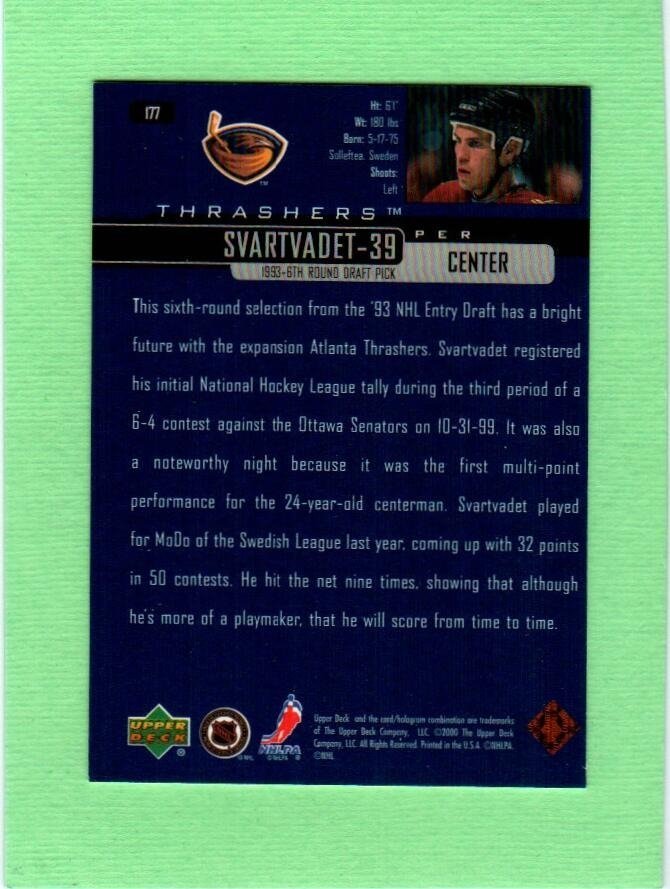 177
Ht: 6'1"
Wt: 180 lbs
Born: 5-17-75
Solleftea, Sweden
Shoots:
Left
THRASHERS™
PER
SVARTVADET-39
CENTER
1993-6TH ROUND DRAFT PICK
This sixth-round selection from the '93 NHL Entry Draft has a bright
future with the expansion Atlanta Thrashers. Svartvadet registered
his initial National Hockey League tally during the third period of a
6-4 contest against the Ottawa Senators on 10-31-99. It was also
a noteworthy night because it was the first multi-point
performance for the 24-year-old centerman. Svartvadet played
for MoDo of the Swedish League last year, coming up with 32 points
in 50 contests. He hit the net nine times, showing that although
he's more of a playmaker, that he will score from time to time.
UPPER
DECK
®
NHL
© NHL
NHLPA
© NHLPA
Upper Deck and the card/hologram combination are trademarks
of The Upper Deck Company, LLC. ©2000 The Upper Deck
Company, LLC. All Rights Reserved. Printed in the U.S.A. ©NHLPA.
©NHL